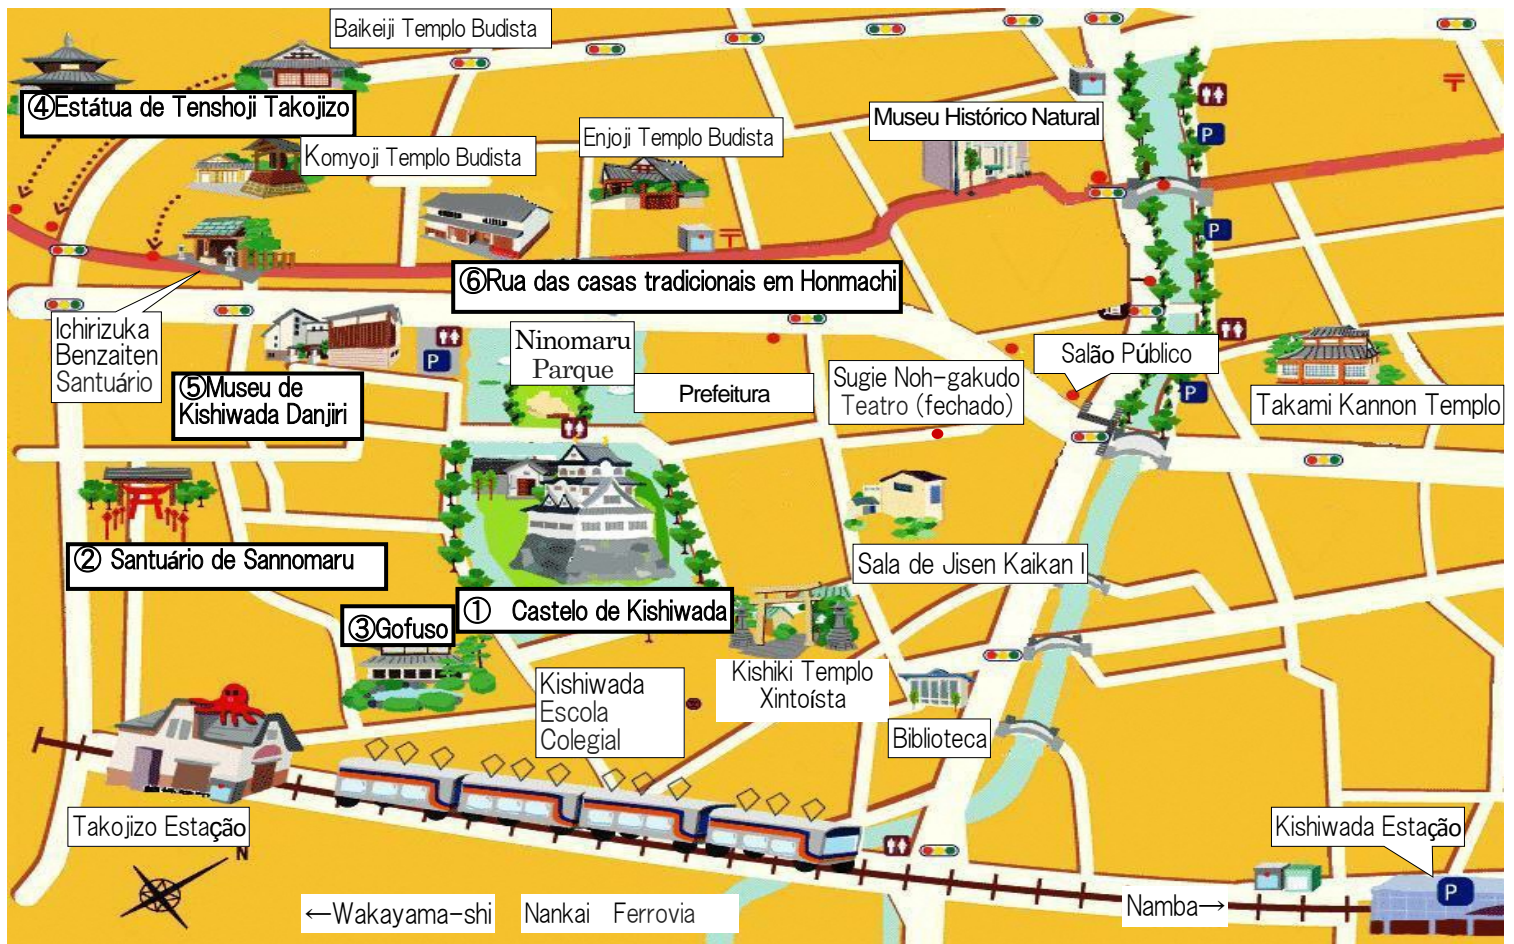 Baikeiji Templo Budista
④Estátua de Tenshoji Takojizo
Museu Histórico Natural
Enjoji Templo Budista
Komyoji Templo Budista
P
P
⑥Rua das casas tradicionais em Honmachi
Ichirizuka
Benzaiten
Santuário
Ninomaru
Parque
P
Salão Público
⑤Museu de
Kishiwada Danjiri
Prefeitura
Sugie Noh-gakudo
Teatro (fechado)
P
Takami Kannon Templo
② Santuário de Sannomaru
Sala de Jisen Kaikan I
① Castelo de Kishiwada
③Gofuso
Kishiwada
Escola
Colegial
Kishiki Templo
Xintoísta
Biblioteca
Takojizo Estação
Kishiwada Estação
N
P
←Wakayama-shi
Nankai Ferrovia
Namba→